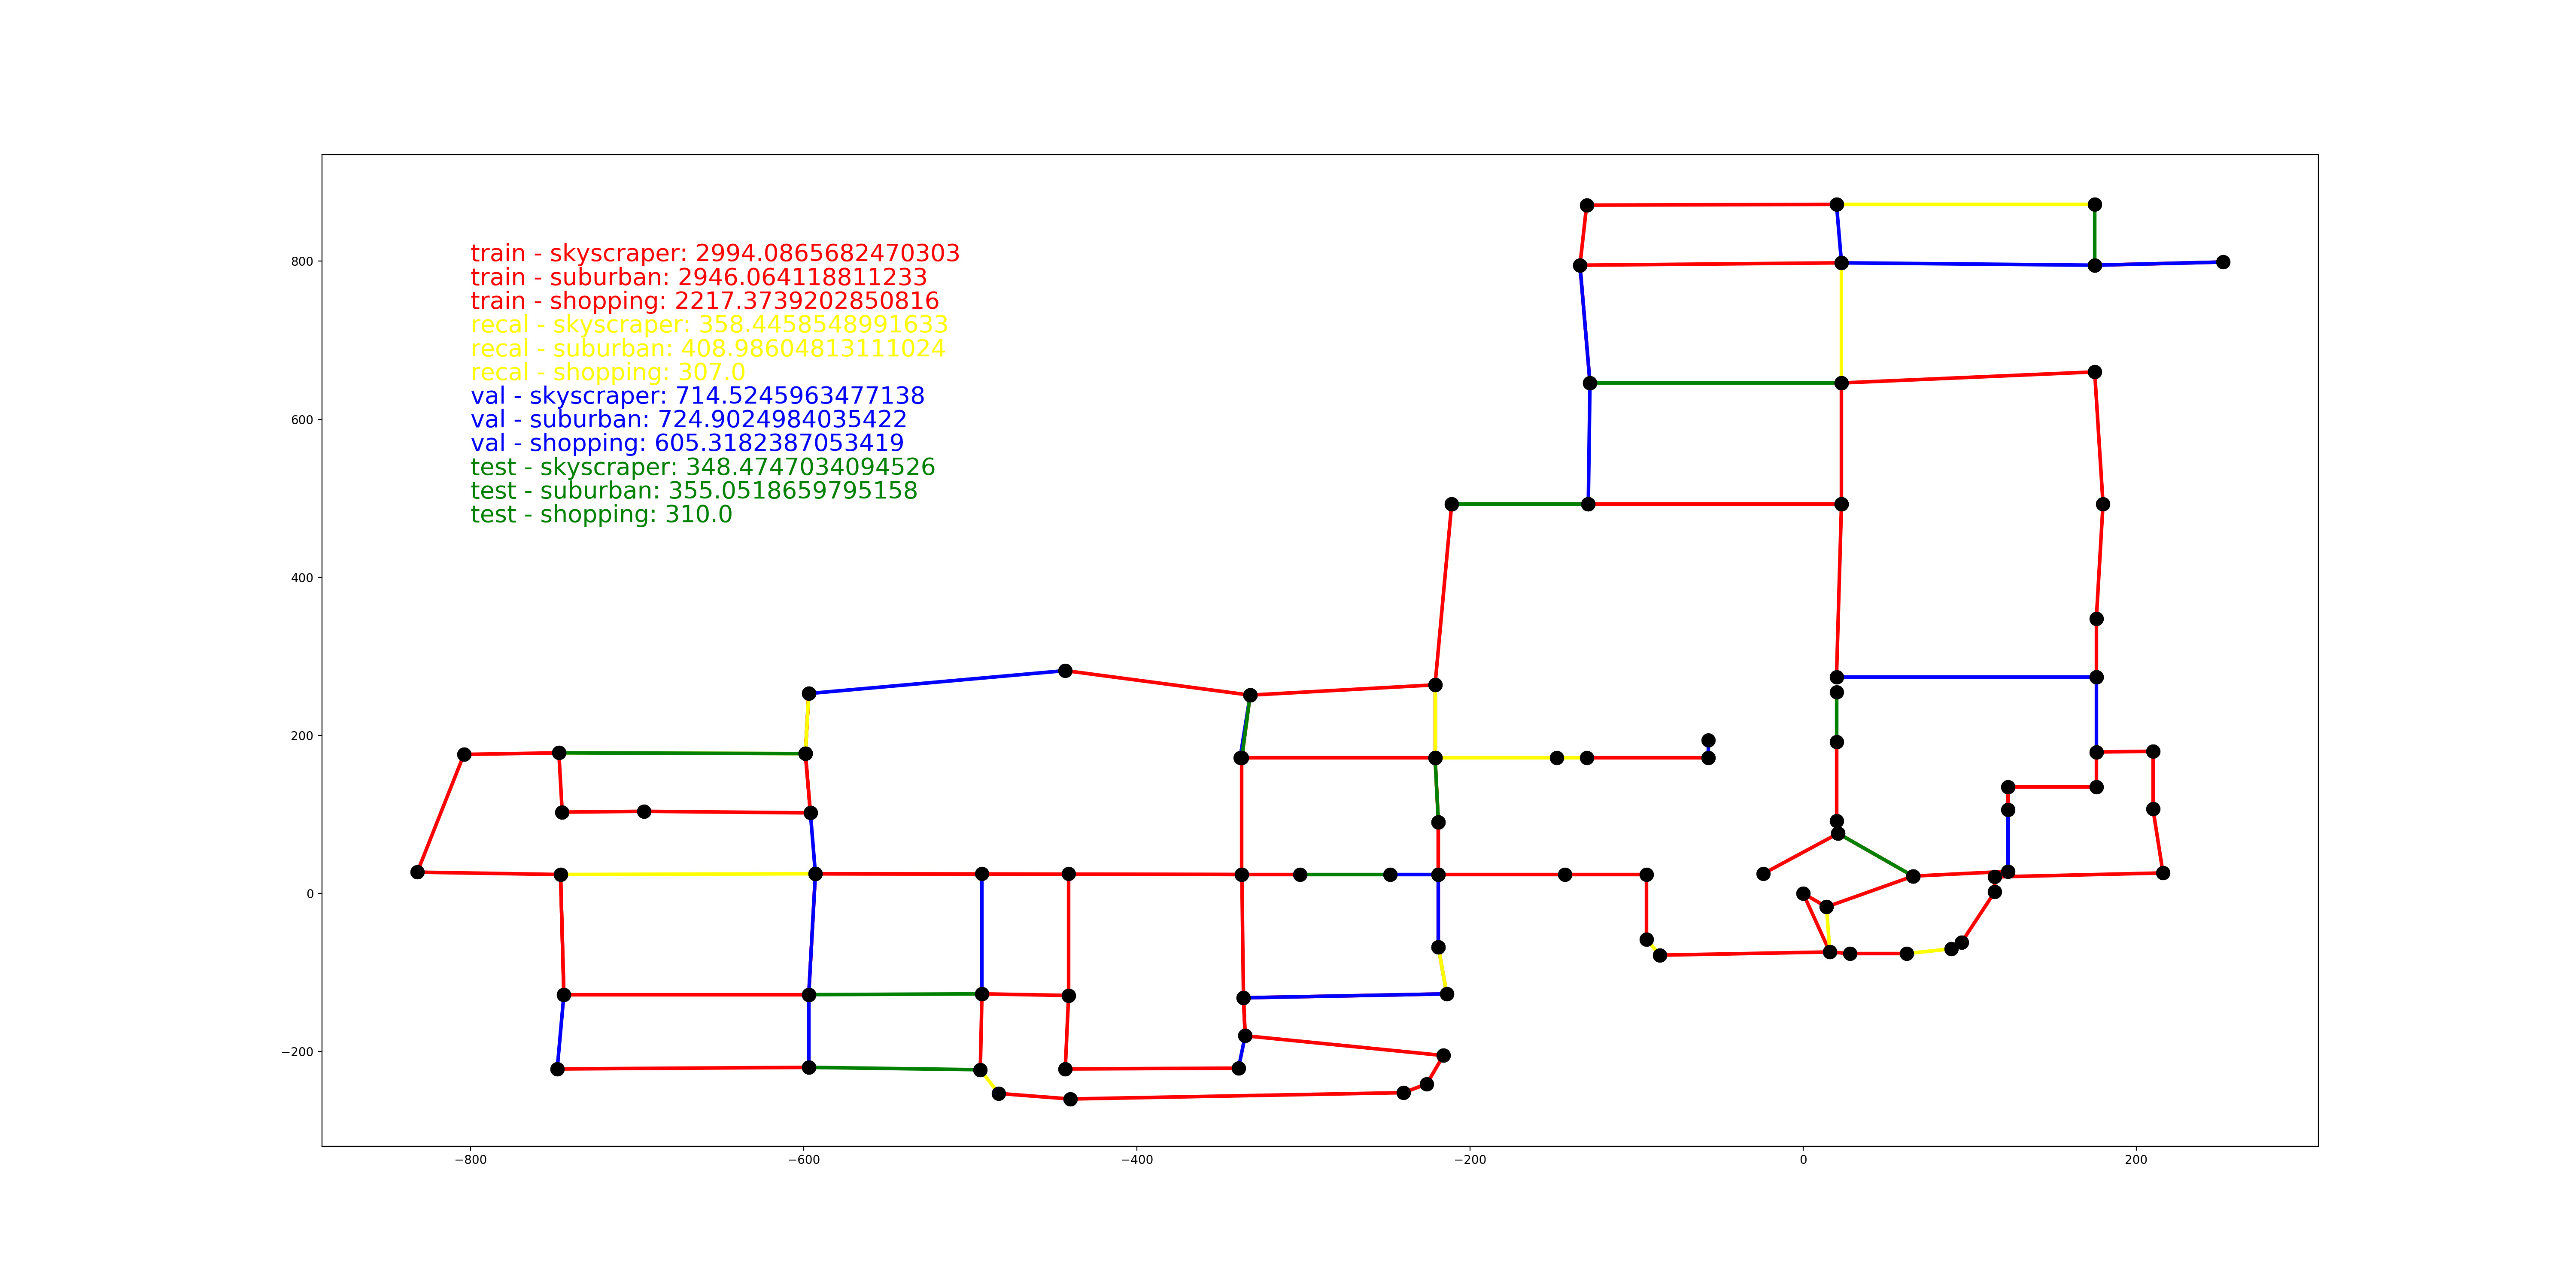 train - skyscraper: 2994.0865682470303
train - suburban: 2946.064118811233
train - shopping: 2217.3739202850816
recal - skyscraper: 358.4458548991633
recal - suburban: 408.98604813111024
recal - shopping: 307.0
val - skyscraper: 714.5245963477138
val - suburban: 724.9024984035422
val - shopping: 605.3182387053419
test - skyscraper: 348.4747034094526
test - suburban: 355.0518659795158
test - shopping: 310.0
800
600
400
200
0
−200
−800 −600 −400 −200 0 200